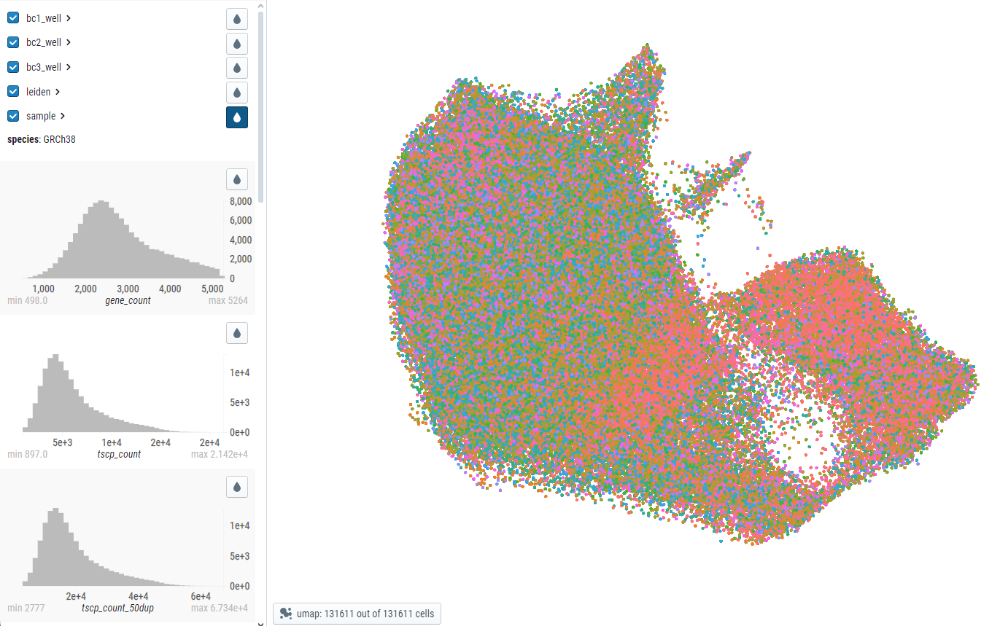 bc1_well
bc2_well
bc3_well
leiden
sample
species: GRCh38
8,000
6,000
4,000
2,000
0
1,000 2,000 3,000 4,000 5,000
min 498.0 gene_count max 5264
1e+4
5e+3
0e+0
5e+3 1e+4 2e+4 2e+4
min 897.0 tscp_count max 2.142e+4
1e+4
5e+3
0e+0
2e+4 4e+4 6e+4
min 2777 tscp_count_50dup max 6.734e+4
umap: 131611 out of 131611 cells